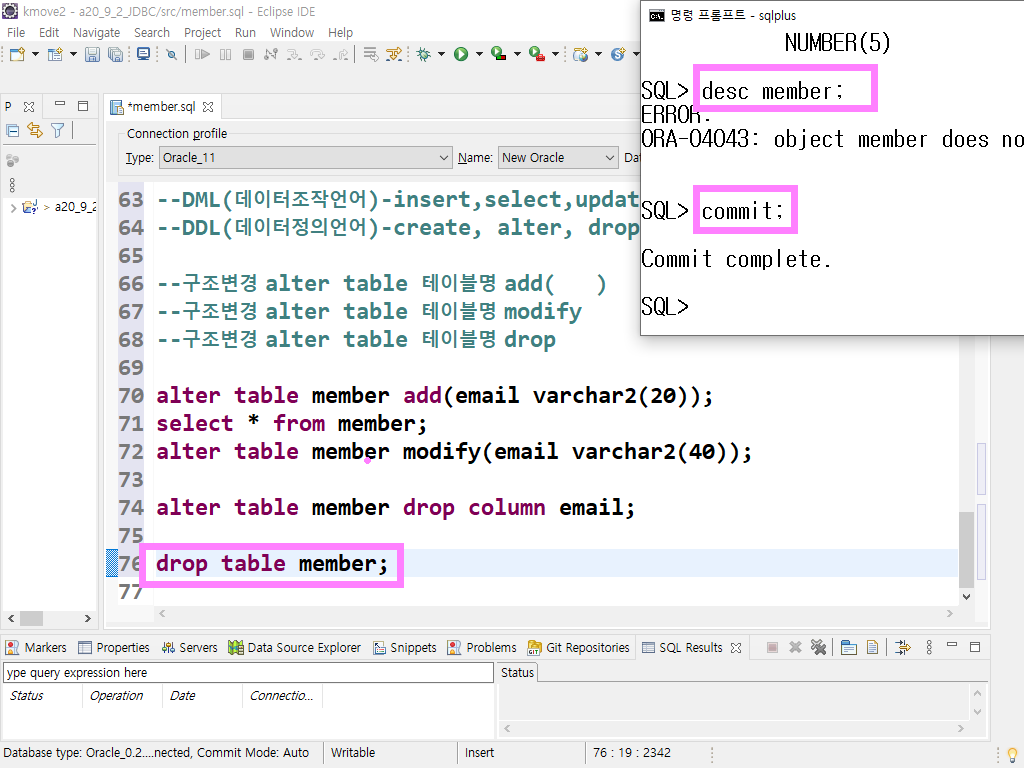 kmove2 - a20_9_2_JDBC/src/member.sql - Eclipse IDE
File Edit Navigate Search Project Run Window Help
명령 프롬프트 - sqlplus
NUMBER(5)
SQL> desc member;
ERROR:
ORA-04043: object member does no
SQL> commit;
Commit complete.
SQL>
P
*member.sql
Connection profile
Type: Oracle_11 Name: New Oracle Dat
a20_9_2
63 --DML(데이터조작언어)-insert,select,updat
64 --DDL(데이터정의언어)-create, alter, drop
65
66 --구조변경 alter table 테이블명 add( )
67 --구조변경 alter table 테이블명 modify
68 --구조변경 alter table 테이블명 drop
69
70 alter table member add(email varchar2(20));
71 select * from member;
72 alter table member modify(email varchar2(40));
73
74 alter table member drop column email;
75
76 drop table member;
77
Markers Properties Servers Data Source Explorer Snippets Problems Git Repositories SQL Results
ype query expression here
Status
Status Operation Date Connectio...
Database type: Oracle_0.2....nected, Commit Mode: Auto Writable Insert 76 : 19 : 2342